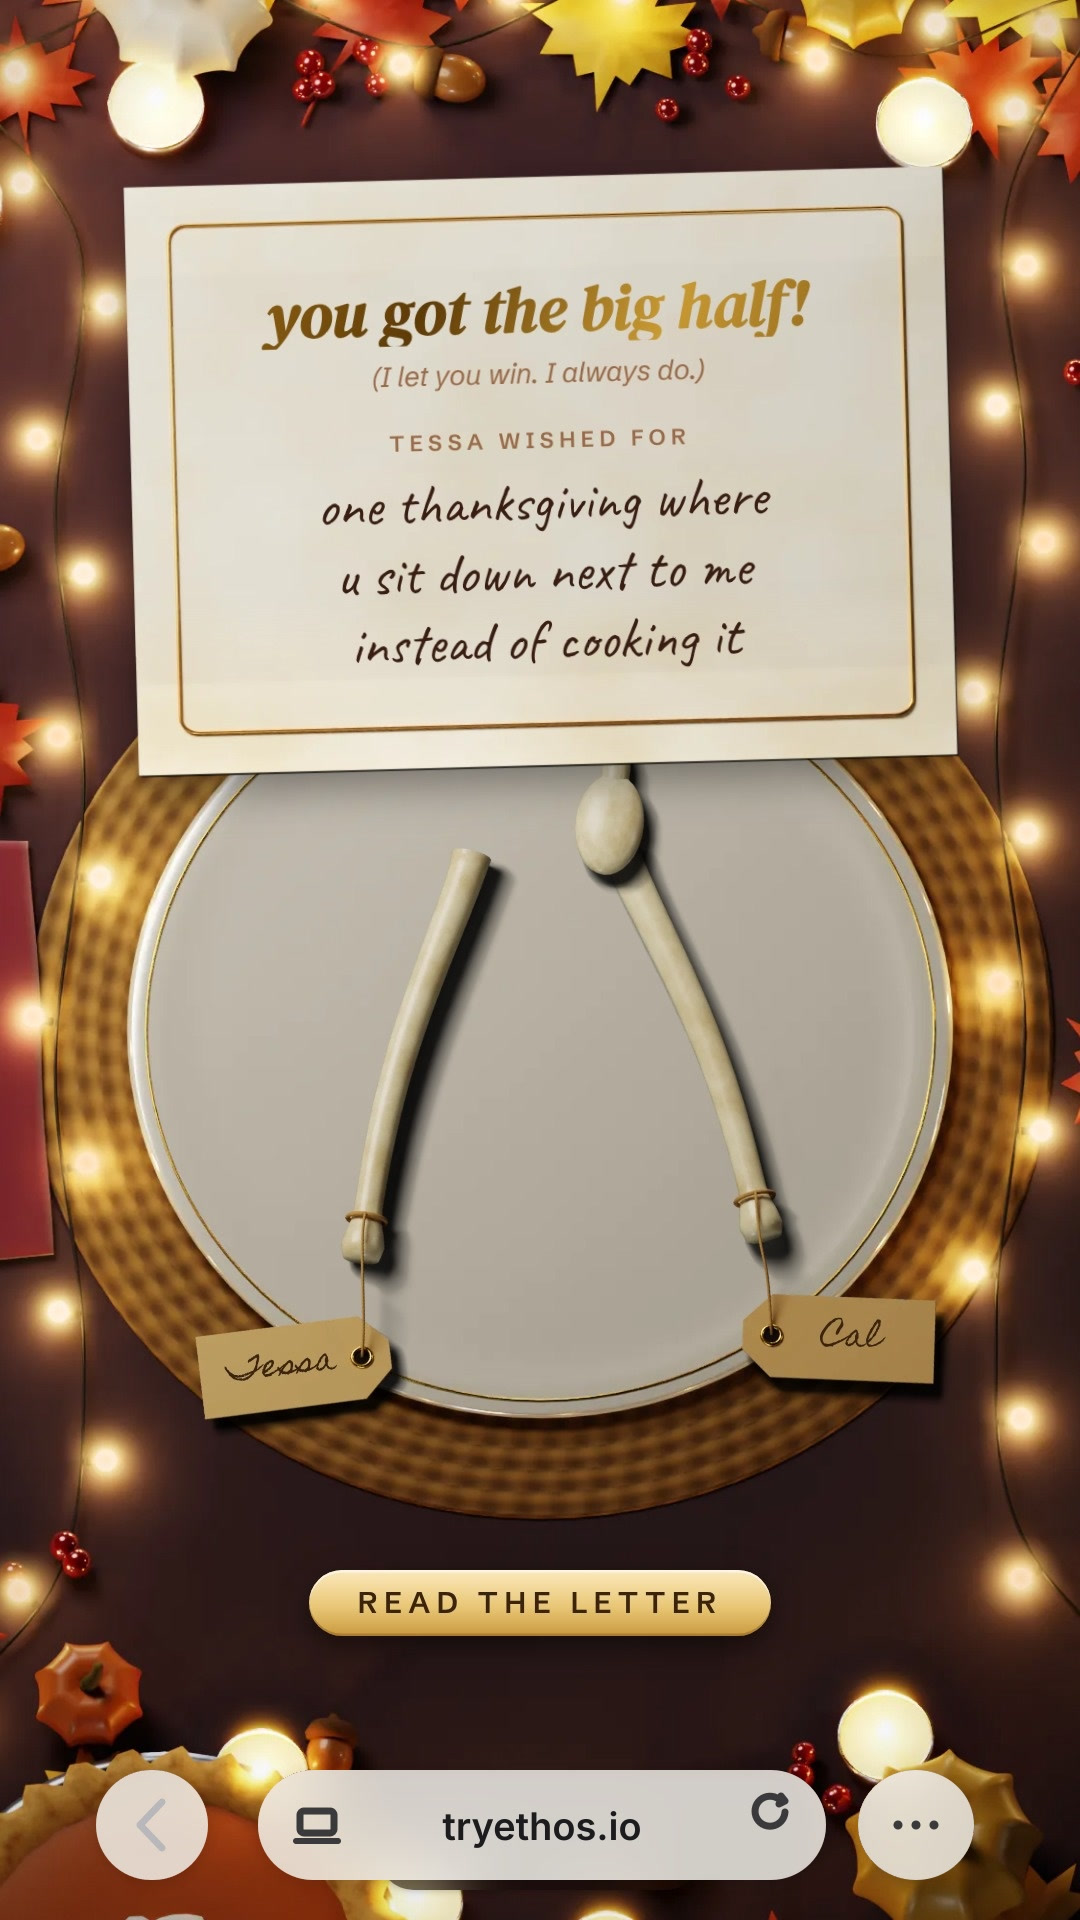 you got the big half!
(I let you win. I always do.)
TESSA WISHED FOR
one thanksgiving where
u sit down next to me
instead of cooking it
Tessa
Cal
READ THE LETTER
tryethos.io